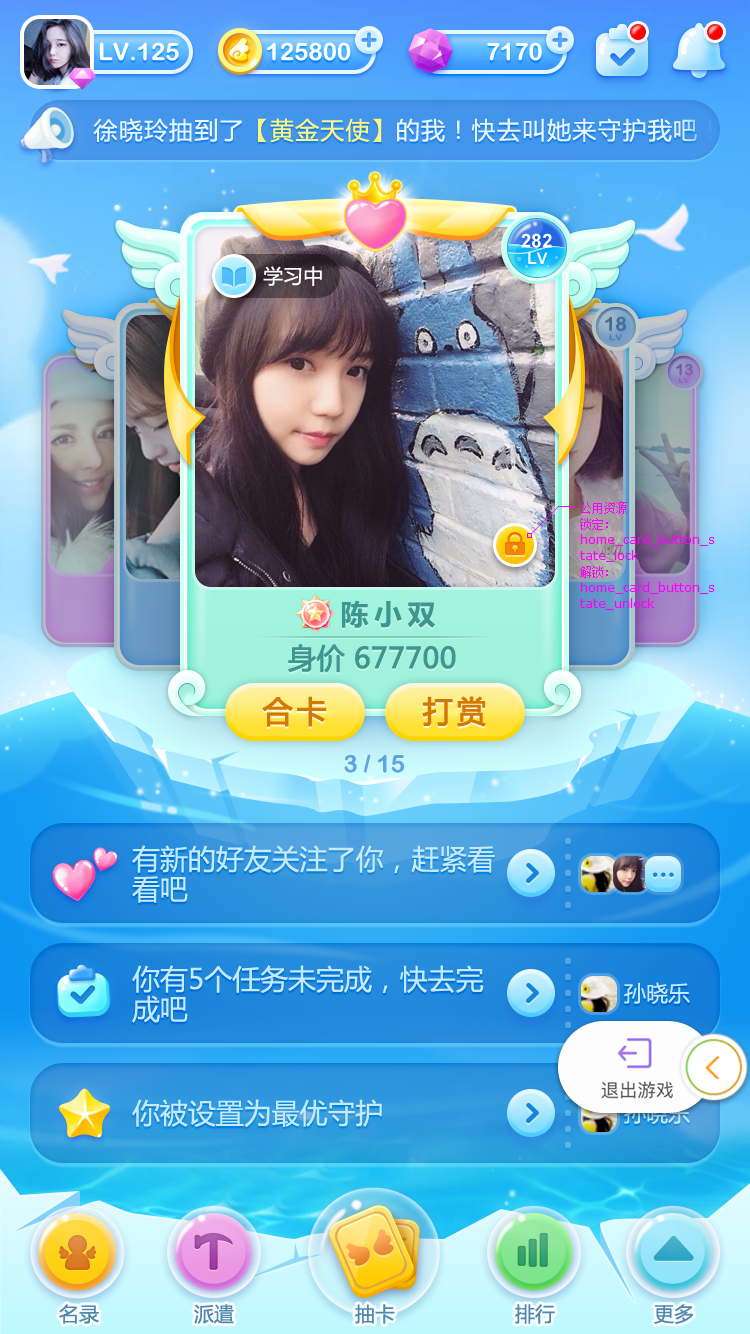 LV.125
125800
7170
徐晓玲抽到了【黄金天使】的我！快去叫她来守护我吧
282
LV
学习中
18
LV
13
LV
公用资源
锁定:
home_card_button_s
tate_lock
解锁:
home_card_button_s
tate_unlock
陈小双
身价 677700
合卡
打赏
3 / 15
有新的好友关注了你，赶紧看
看吧
你有5个任务未完成，快去完
成吧
孙晓乐
退出游戏
你被设置为最优守护
孙晓乐
名录
派遣
抽卡
排行
更多